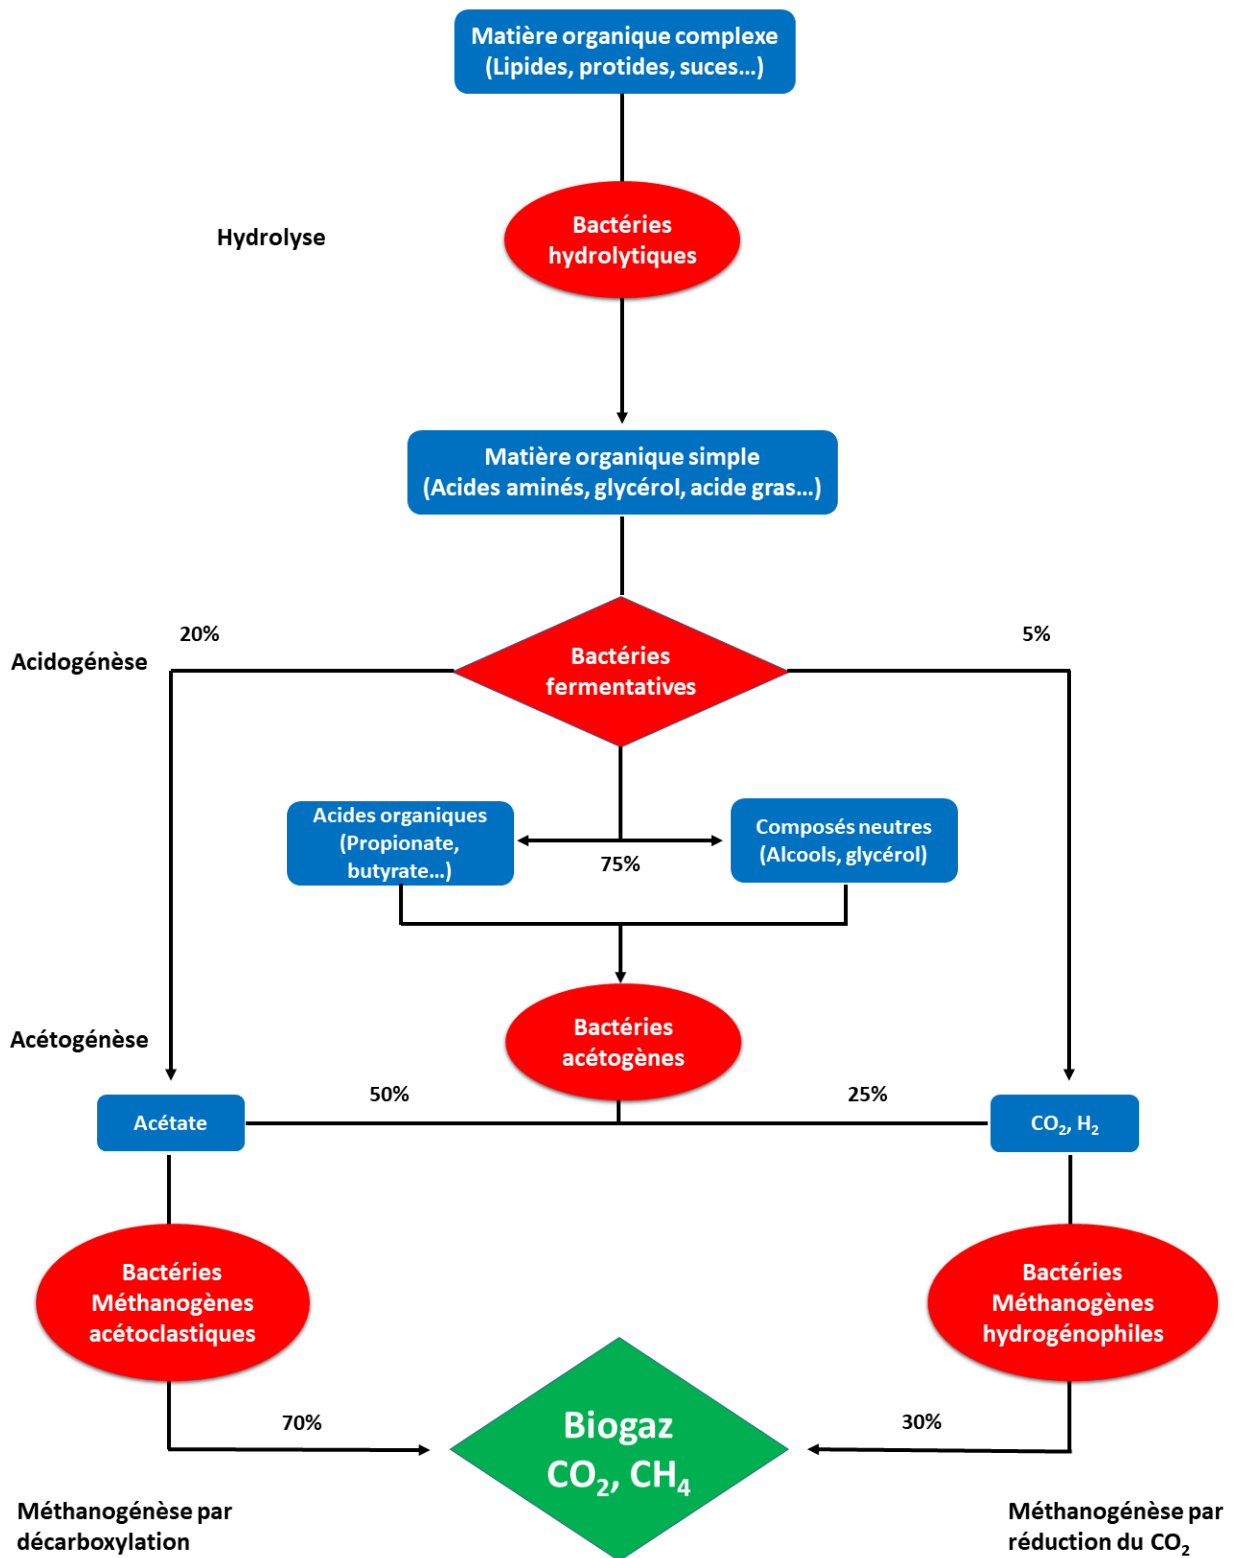 Matière organique complexe
(Lipides, protides, suces...)
Hydrolyse
Bactéries
hydrolytiques
Matière organique simple
(Acides aminés, glycérol, acide gras...)
20%
5%
Acidogénèse
Bactéries
fermentatives
Acides organiques
(Propionate,
butyrate...)
75%
Composés neutres
(Alcools, glycérol)
Acétogénèse
Bactéries
acétogènes
50%
25%
Acétate
CO₂, H₂
Bactéries
Méthanogènes
acétoclastiques
Bactéries
Méthanogènes
hydrogénophiles
70%
30%
Biogaz
CO₂, CH₄
Méthanogénèse par
décarboxylation
Méthanogénèse par
réduction du CO₂